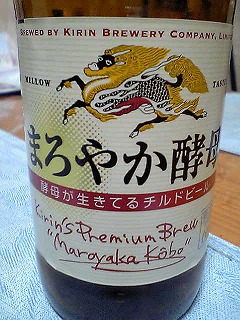 BREWED BY KIRIN BREWERY COMPANY, LIMITED
MELLOW TASTE
まろやか酵母
酵母が生きてるチルドビール
Kirin's Premium Brew
"Maroyaka Kōbo"